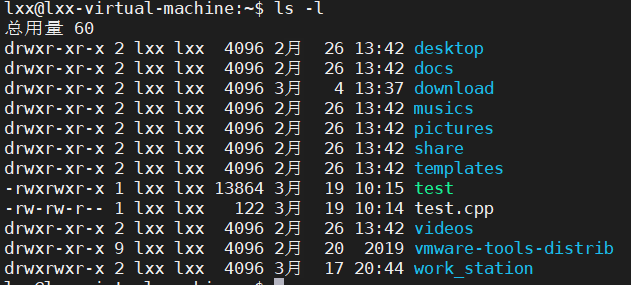 lxx@lxx-virtual-machine:~$ ls -l
总用量 60
drwxr-xr-x 2 lxx lxx  4096 2月  26 13:42 desktop
drwxr-xr-x 2 lxx lxx  4096 2月  26 13:42 docs
drwxr-xr-x 2 lxx lxx  4096 3月   4 13:37 download
drwxr-xr-x 2 lxx lxx  4096 2月  26 13:42 musics
drwxr-xr-x 2 lxx lxx  4096 2月  26 13:42 pictures
drwxr-xr-x 2 lxx lxx  4096 2月  26 13:42 share
drwxr-xr-x 2 lxx lxx  4096 2月  26 13:42 templates
-rwxrwxr-x 1 lxx lxx 13864 3月  19 10:15 test
-rw-rw-r-- 1 lxx lxx   122 3月  19 10:14 test.cpp
drwxr-xr-x 2 lxx lxx  4096 2月  26 13:42 videos
drwxr-xr-x 9 lxx lxx  4096 2月  20  2019 vmware-tools-distrib
drwxrwxr-x 2 lxx lxx  4096 3月  17 20:44 work_station
lxx@lxx-virtual-machine:~$